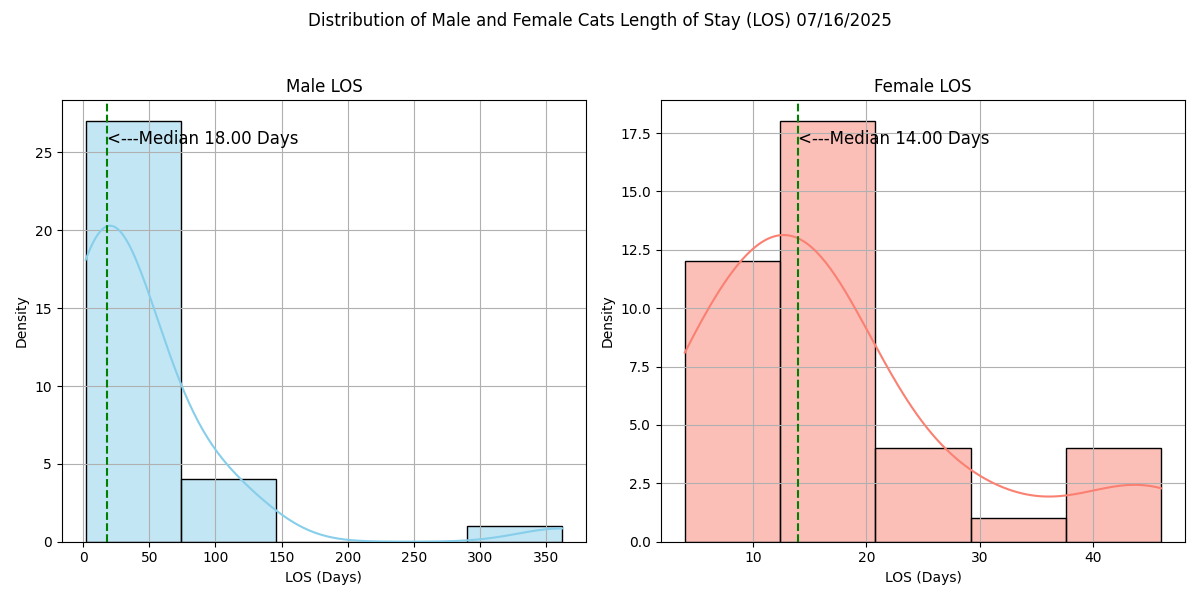 Distribution of Male and Female Cats Length of Stay (LOS) 07/16/2025
Male LOS
<---Median 18.00 Days
Density
25
20
15
10
5
0
0 50 100 150 200 250 300 350
LOS (Days)
Female LOS
<---Median 14.00 Days
Density
17.5
15.0
12.5
10.0
7.5
5.0
2.5
0.0
10 20 30 40
LOS (Days)